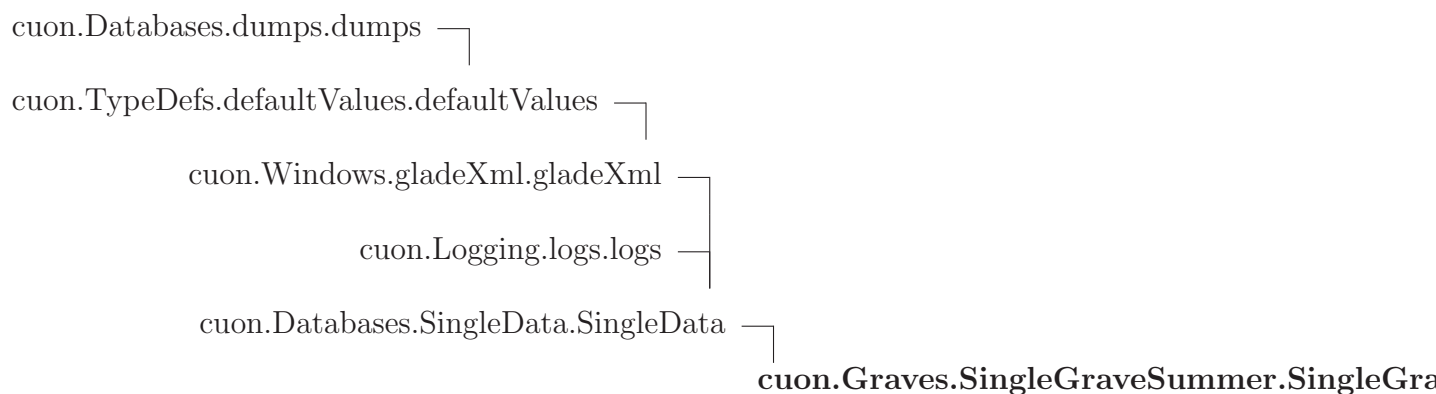 cuon.Databases.dumps.dumps
cuon.TypeDefs.defaultValues.defaultValues
cuon.Windows.gladeXml.gladeXml
cuon.Logging.logs.logs
cuon.Databases.SingleData.SingleData
cuon.Graves.SingleGraveSummer.SingleGra